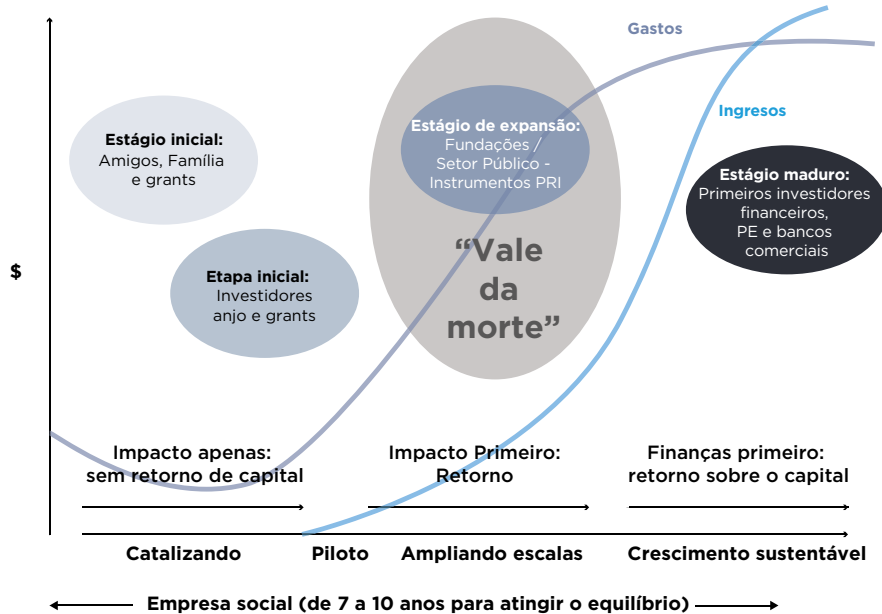 Gastos
Ingresos
Estágio inicial:
Amigos, Família
e grants
Estágio de expansão:
Fundações /
Setor Público -
Instrumentos PRI
Estágio maduro:
Primeiros investidores
financeiros,
PE e bancos
comerciais
Etapa inicial:
Investidores
anjo e grants
“Vale
da
morte”
$
Impacto apenas:
sem retorno de capital
Impacto Primeiro:
Retorno
Finanças primeiro:
retorno sobre o capital
Catalizando
Piloto
Ampliando escalas
Crescimento sustentável
Empresa social (de 7 a 10 anos para atingir o equilíbrio)